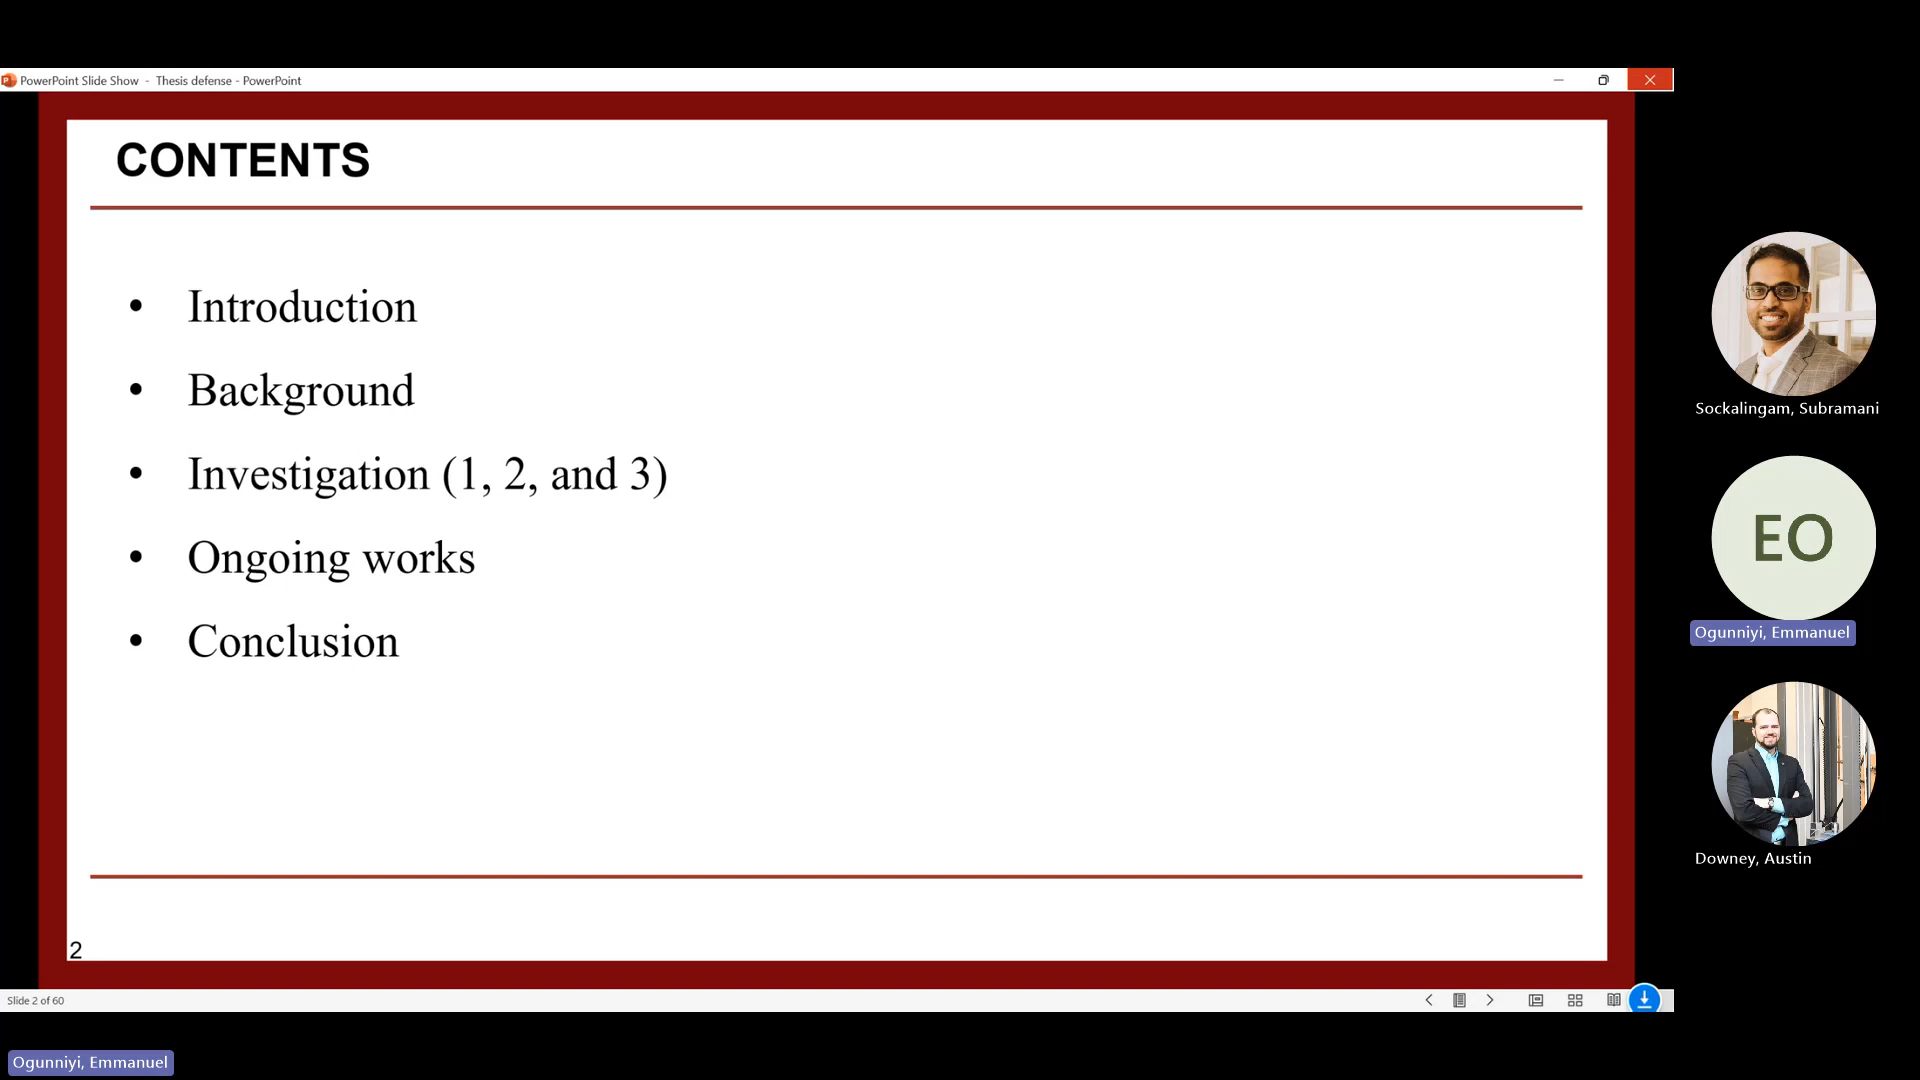 PowerPoint Slide Show - Thesis defense - PowerPoint
CONTENTS
• Introduction
• Background
• Investigation (1, 2, and 3)
• Ongoing works
• Conclusion
2
Slide 2 of 60
Sockalingam, Subramani
EO
Ogunniyi, Emmanuel
Downey, Austin
Ogunniyi, Emmanuel